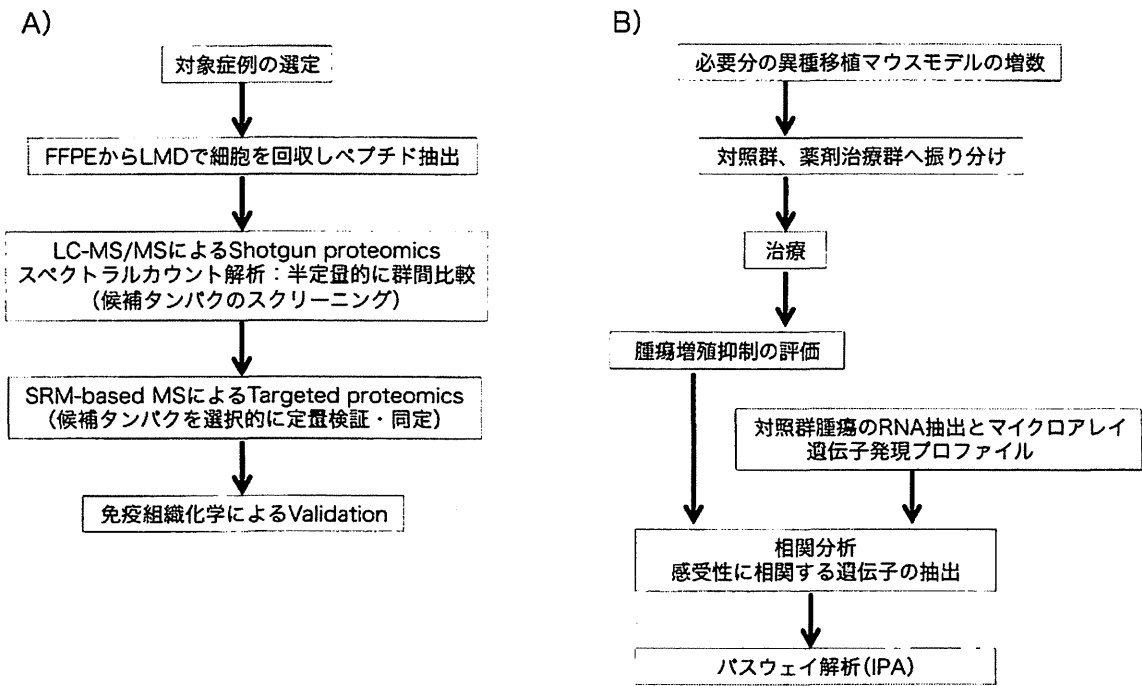 A)
対象症例の選定
FFPEからLMDで細胞を回収しペプチド抽出
LC-MS/MSによるShotgun proteomics
スペクトラルカウント解析:半定量的に群間比較
(候補タンパクのスクリーニング)
SRM-based MSによるTargeted proteomics
(候補タンパクを選択的に定量検証・同定)
免疫組織化学によるValidation
B)
必要分の異種移植マウスモデルの増数
対照群、薬剤治療群へ振り分け
治療
腫瘍増殖抑制の評価
対照群腫瘍のRNA抽出とマイクロアレイ
遺伝子発現プロファイル
相関分析
感受性に相関する遺伝子の抽出
パスウェイ解析(IPA)